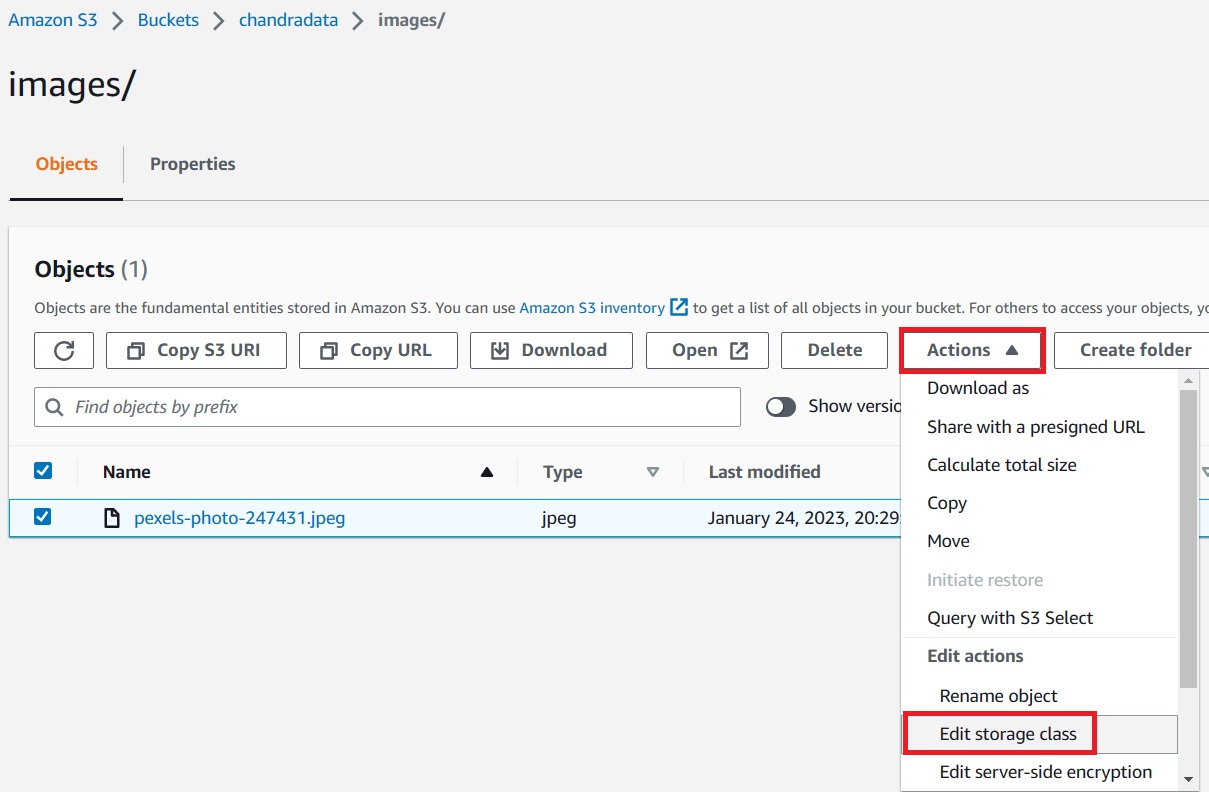 Amazon S3 > Buckets > chandradata > images/
images/
Objects Properties
Objects (1)
Objects are the fundamental entities stored in Amazon S3. You can use Amazon S3 inventory to get a list of all objects in your bucket. For others to access your objects,
Copy S3 URI Copy URL Download Open Delete Actions Create folder
Find objects by prefix Show versio
Name Type Last modified
pexels-photo-247431.jpeg jpeg January 24, 2023, 20:29:
Download as
Share with a presigned URL
Calculate total size
Copy
Move
Initiate restore
Query with S3 Select
Edit actions
Rename object
Edit storage class
Edit server-side encryption